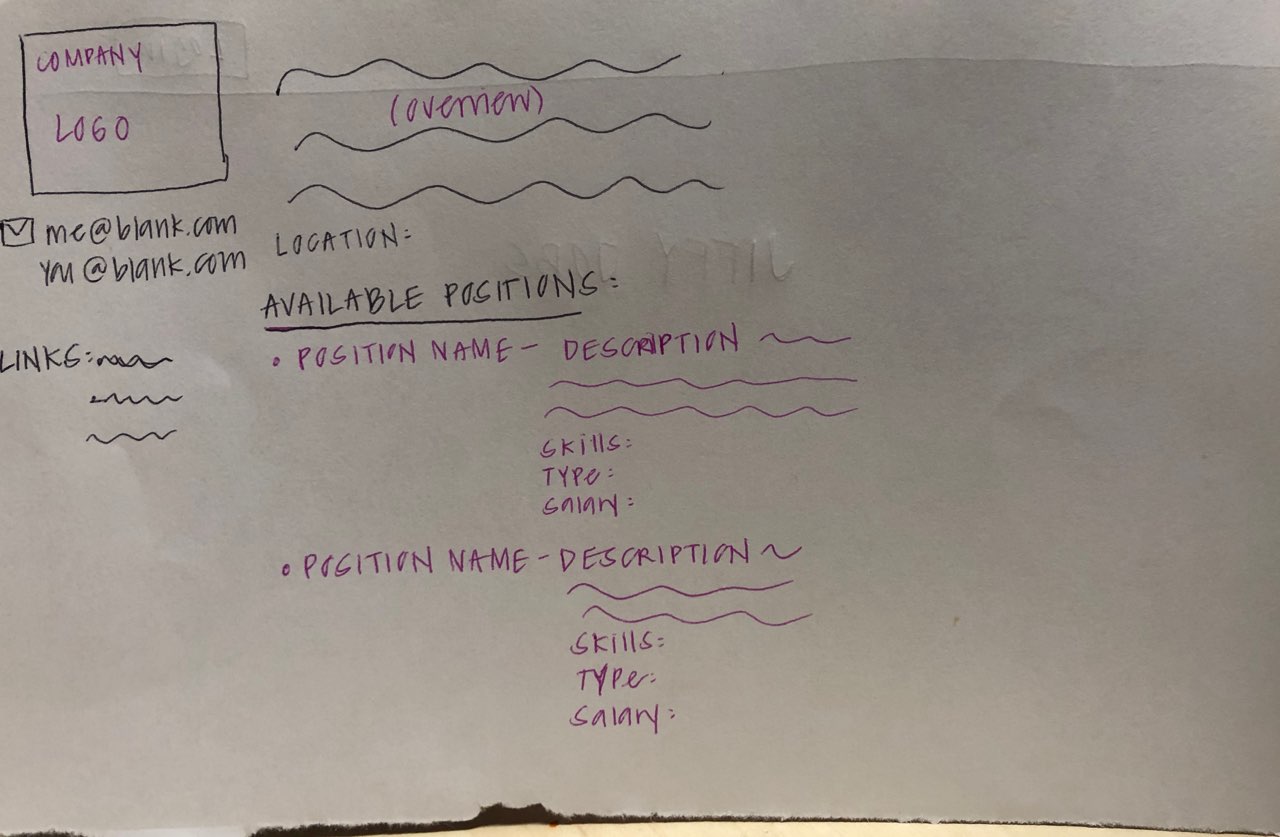 COMPANY
LOGO
(overview)
me@blank.com
you@blank.com
LINKS:
LOCATION:
AVAILABLE POSITIONS:
• POSITION NAME - DESCRIPTION
Skills:
Type:
Salary:
• POSITION NAME - DESCRIPTION
Skills:
Type:
Salary: